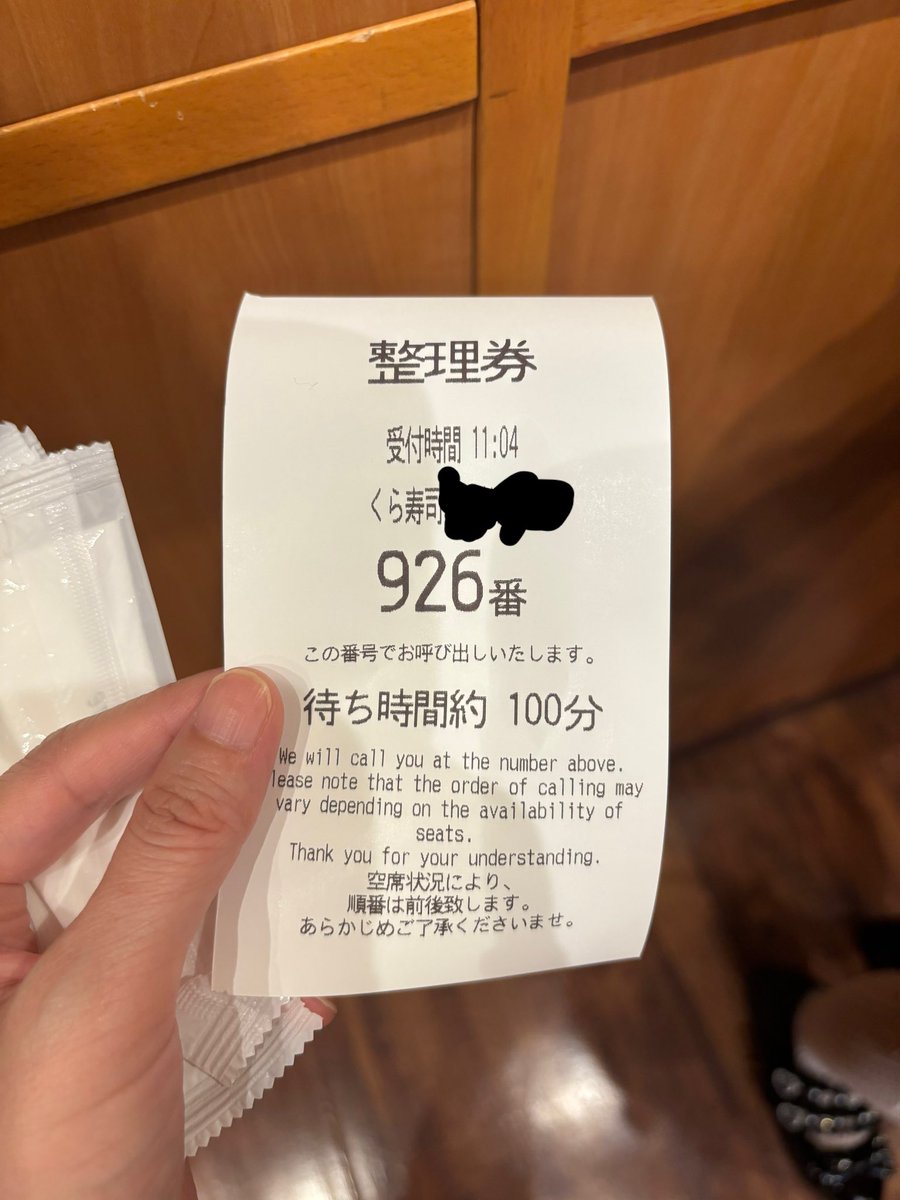 整理券
受付時間 11:04
くら寿司
926番
この番号でお呼び出しいたします。
待ち時間約 100分
We will call you at the number above.
lease note that the order of calling may
vary depending on the availability of
seats.
Thank you for your understanding.
空席状況により、
順番は前後致します。
あらかじめご了承くださいませ。